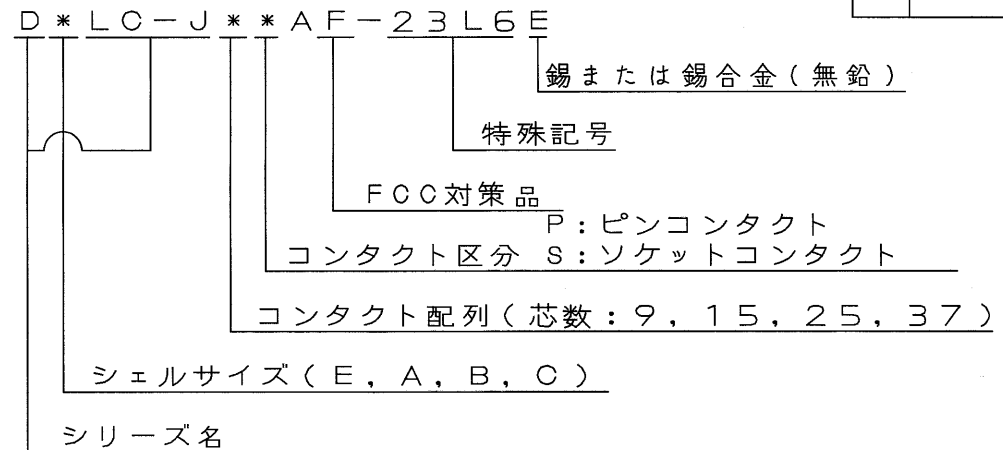 D*LC-J**AF-23L6E
錫または錫合金(無鉛)
特殊記号
FCC対策品
P:ピンコンタクト
コンタクト区分 S:ソケットコンタクト
コンタクト配列(芯数:9,15,25,37)
シェルサイズ(E,A,B,C)
シリーズ名